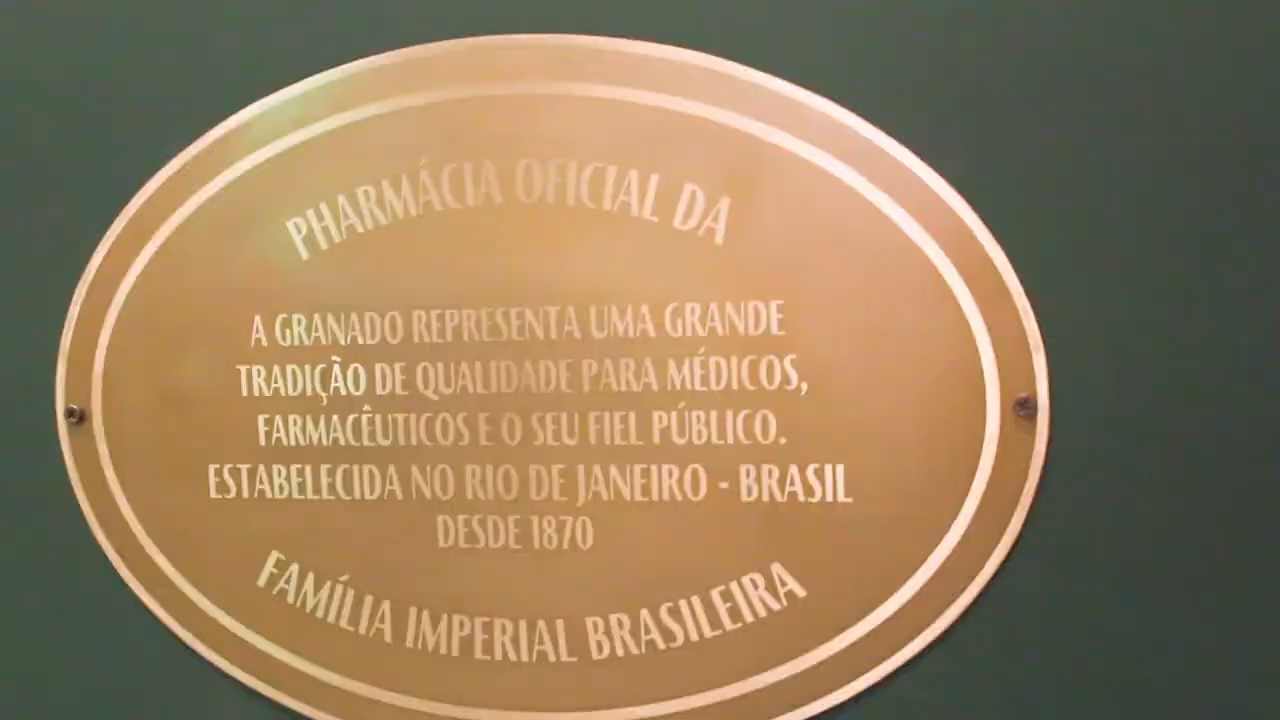 PHARMÁCIA OFICIAL DA
A GRANADO REPRESENTA UMA GRANDE
TRADIÇÃO DE QUALIDADE PARA MÉDICOS,
FARMACÊUTICOS E O SEU FIEL PÚBLICO.
ESTABELECIDA NO RIO DE JANEIRO - BRASIL
DESDE 1870
FAMÍLIA IMPERIAL BRASILEIRA